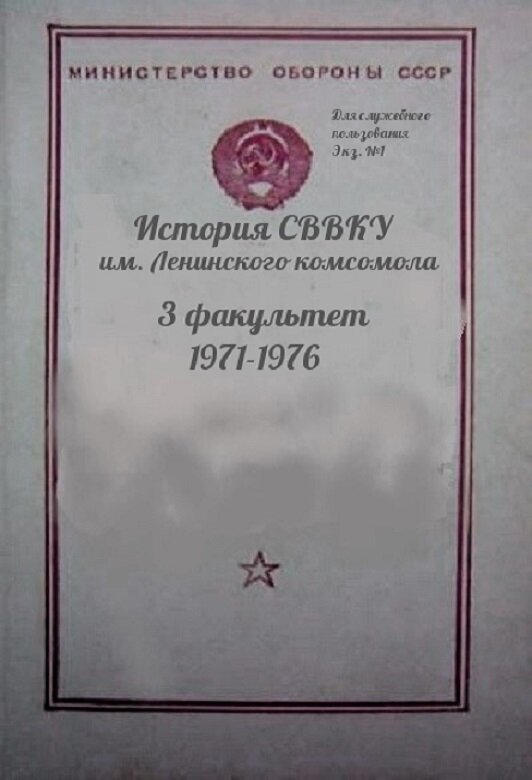 МИНИСТЕРСТВО ОБОРОНЫ СССР
Для служебного
пользования
Экз. №1
История СВВКУ
им. Ленинского комсомола
3 факультет
1971-1976